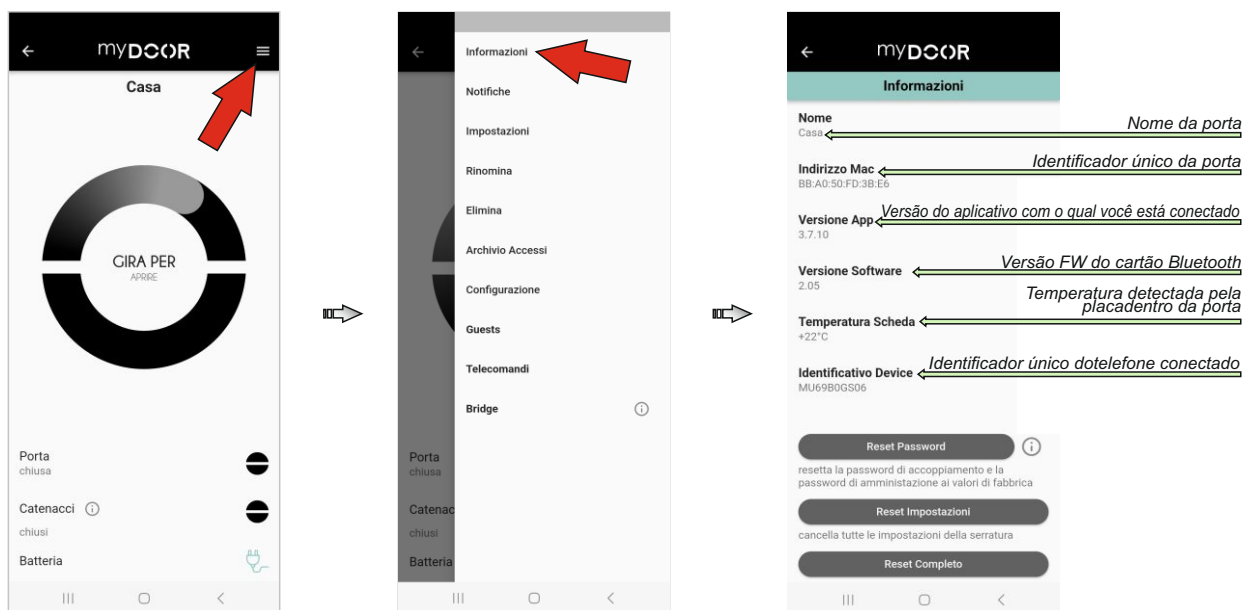 myDOOR
Casa
GIRA PER
APRIRE
Porta
chiusa
Catenacci
chiusi
Batteria
Informazioni
Notifiche
Impostazioni
Rinomina
Elimina
Archivio Accessi
Configurazione
Guests
Telecomandi
Bridge
Porta
chiusa
Catenac
chiusi
Batteria
myDOOR
Informazioni
Nome
Casa
Nome da porta
Indirizzo Mac
BB:A0:50:FD:3B:E6
Identificador único da porta
Versione App
3.7.10
Versão do aplicativo com o qual você está conectado
Versione Software
2.05
Versão FW do cartão Bluetooth
Temperatura Scheda
+22°C
Temperatura detectada pela
placadentro da porta
Identificativo Device
MU69B0GS06
Identificador único dotelefone conectado
Reset Password
resetta la password di accoppiamento e la
password di amministazione ai valori di fabbrica
Reset Impostazioni
cancella tutte le impostazioni della serratura
Reset Completo